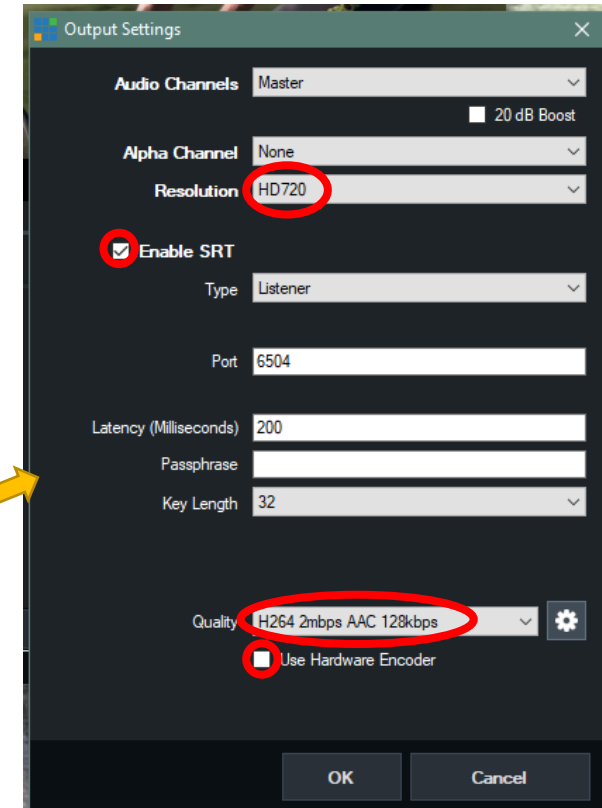 Output Settings
Audio Channels Master
20 dB Boost
Alpha Channel None
Resolution HD720
Enable SRT
Type Listener
Port 6504
Latency (Milliseconds) 200
Passphrase
Key Length 32
Quality H264 2mbps AAC 128kbps
Use Hardware Encoder
OK Cancel